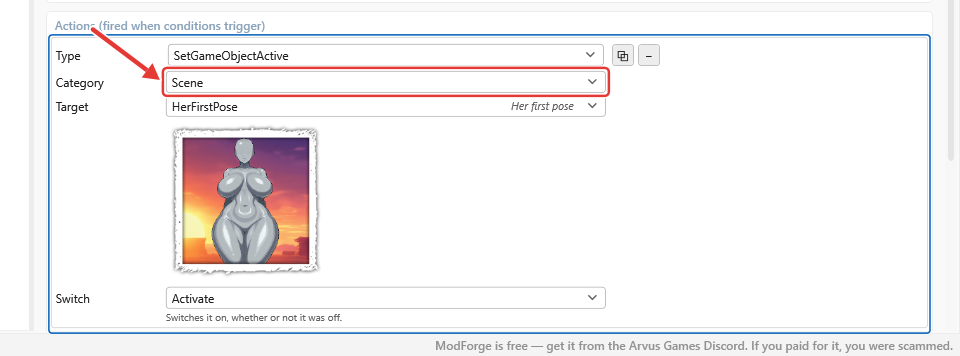 Actions (fired when conditions trigger)
Type SetGameObjectActive
Category Scene
Target HerFirstPose Her first pose
Switch Activate
Switches it on, whether or not it was off.
ModForge is free — get it from the Arvus Games Discord. If you paid for it, you were scammed.